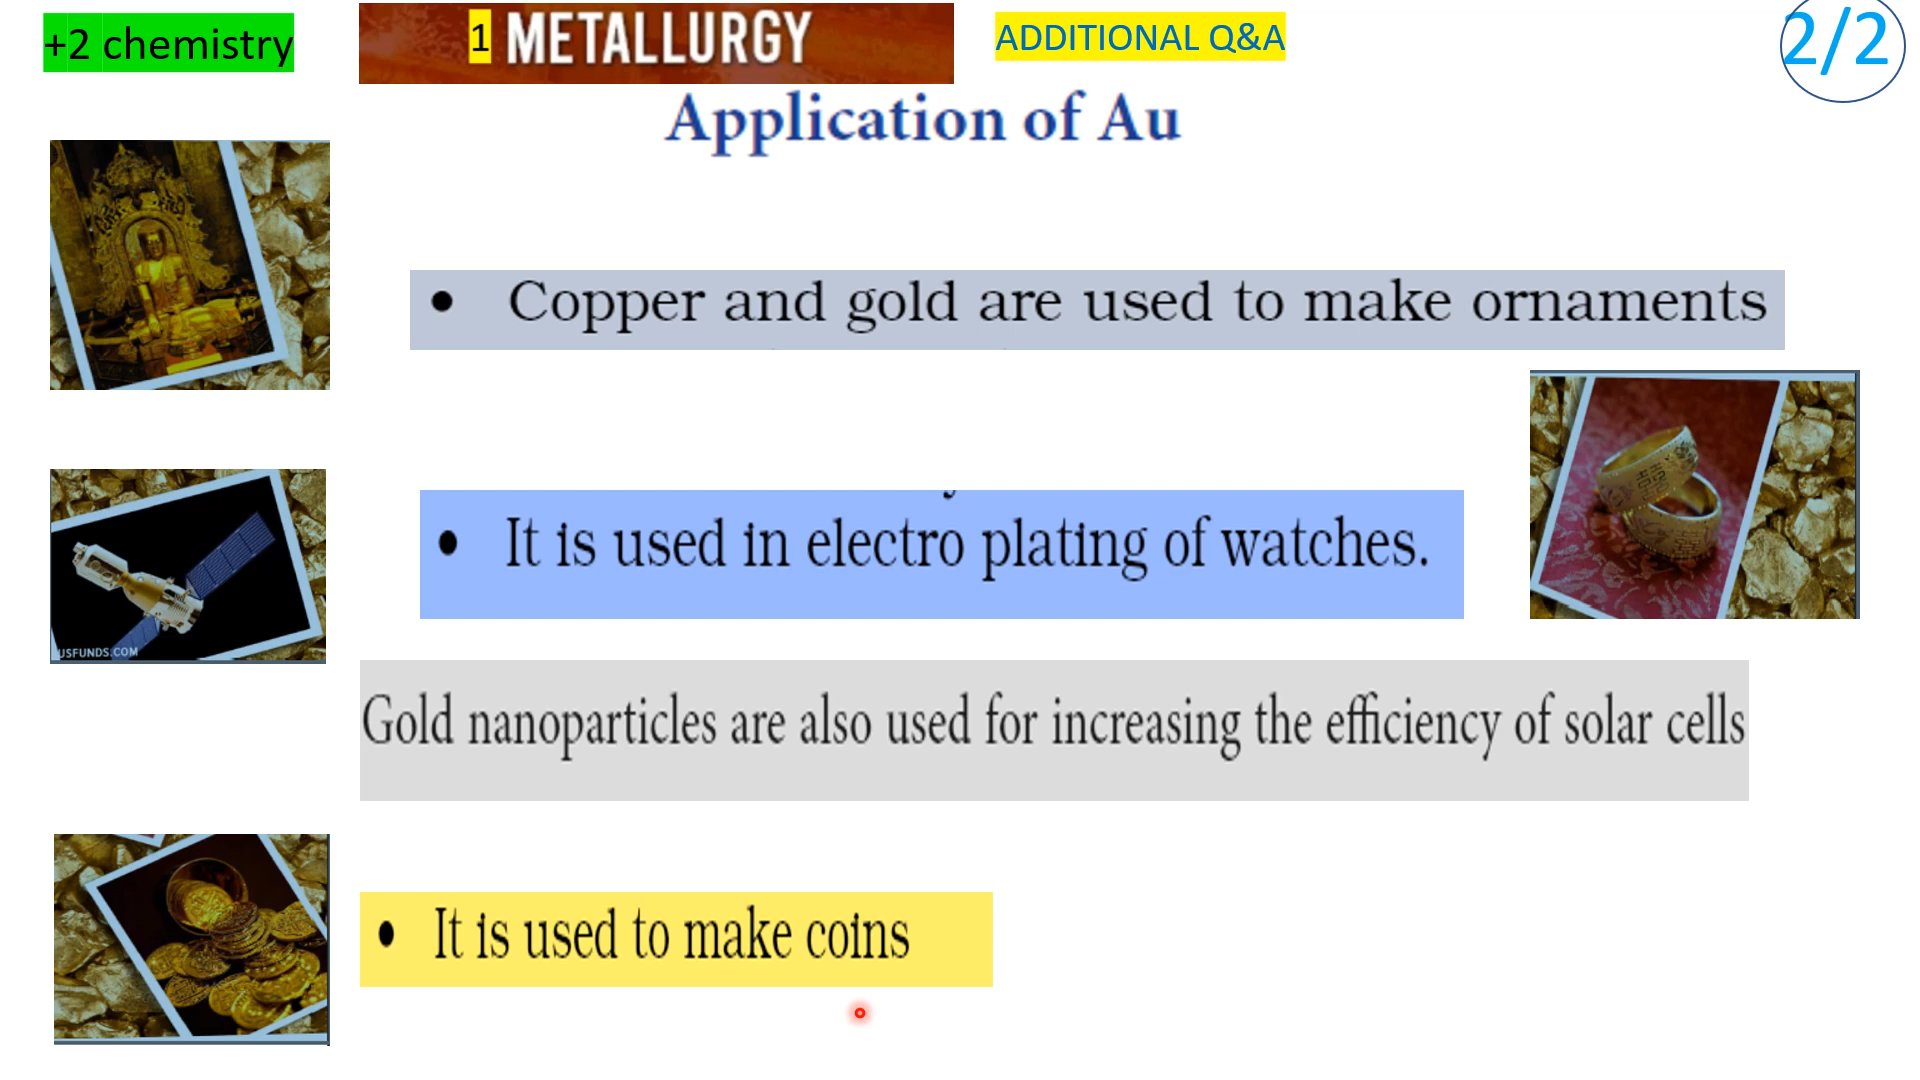 +2 chemistry
1 METALLURGY
ADDITIONAL Q&A
2/2
Application of Au
• Copper and gold are used to make ornaments
• It is used in electro plating of watches.
USFUNDS.COM
Gold nanoparticles are also used for increasing the efficiency of solar cells
• It is used to make coins